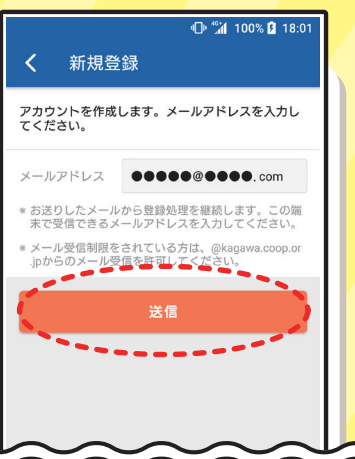 4G 100% 18:01
新規登録
アカウントを作成します。メールアドレスを入力し
てください。
メールアドレス ●●●●●@●●●●.com
* お送りしたメールから登録処理を継続します。この端
末で受信できるメールアドレスを入力してください。
* メール受信制限をされている方は、@kagawa.coop.or
.jpからのメール受信を許可してください。
送信